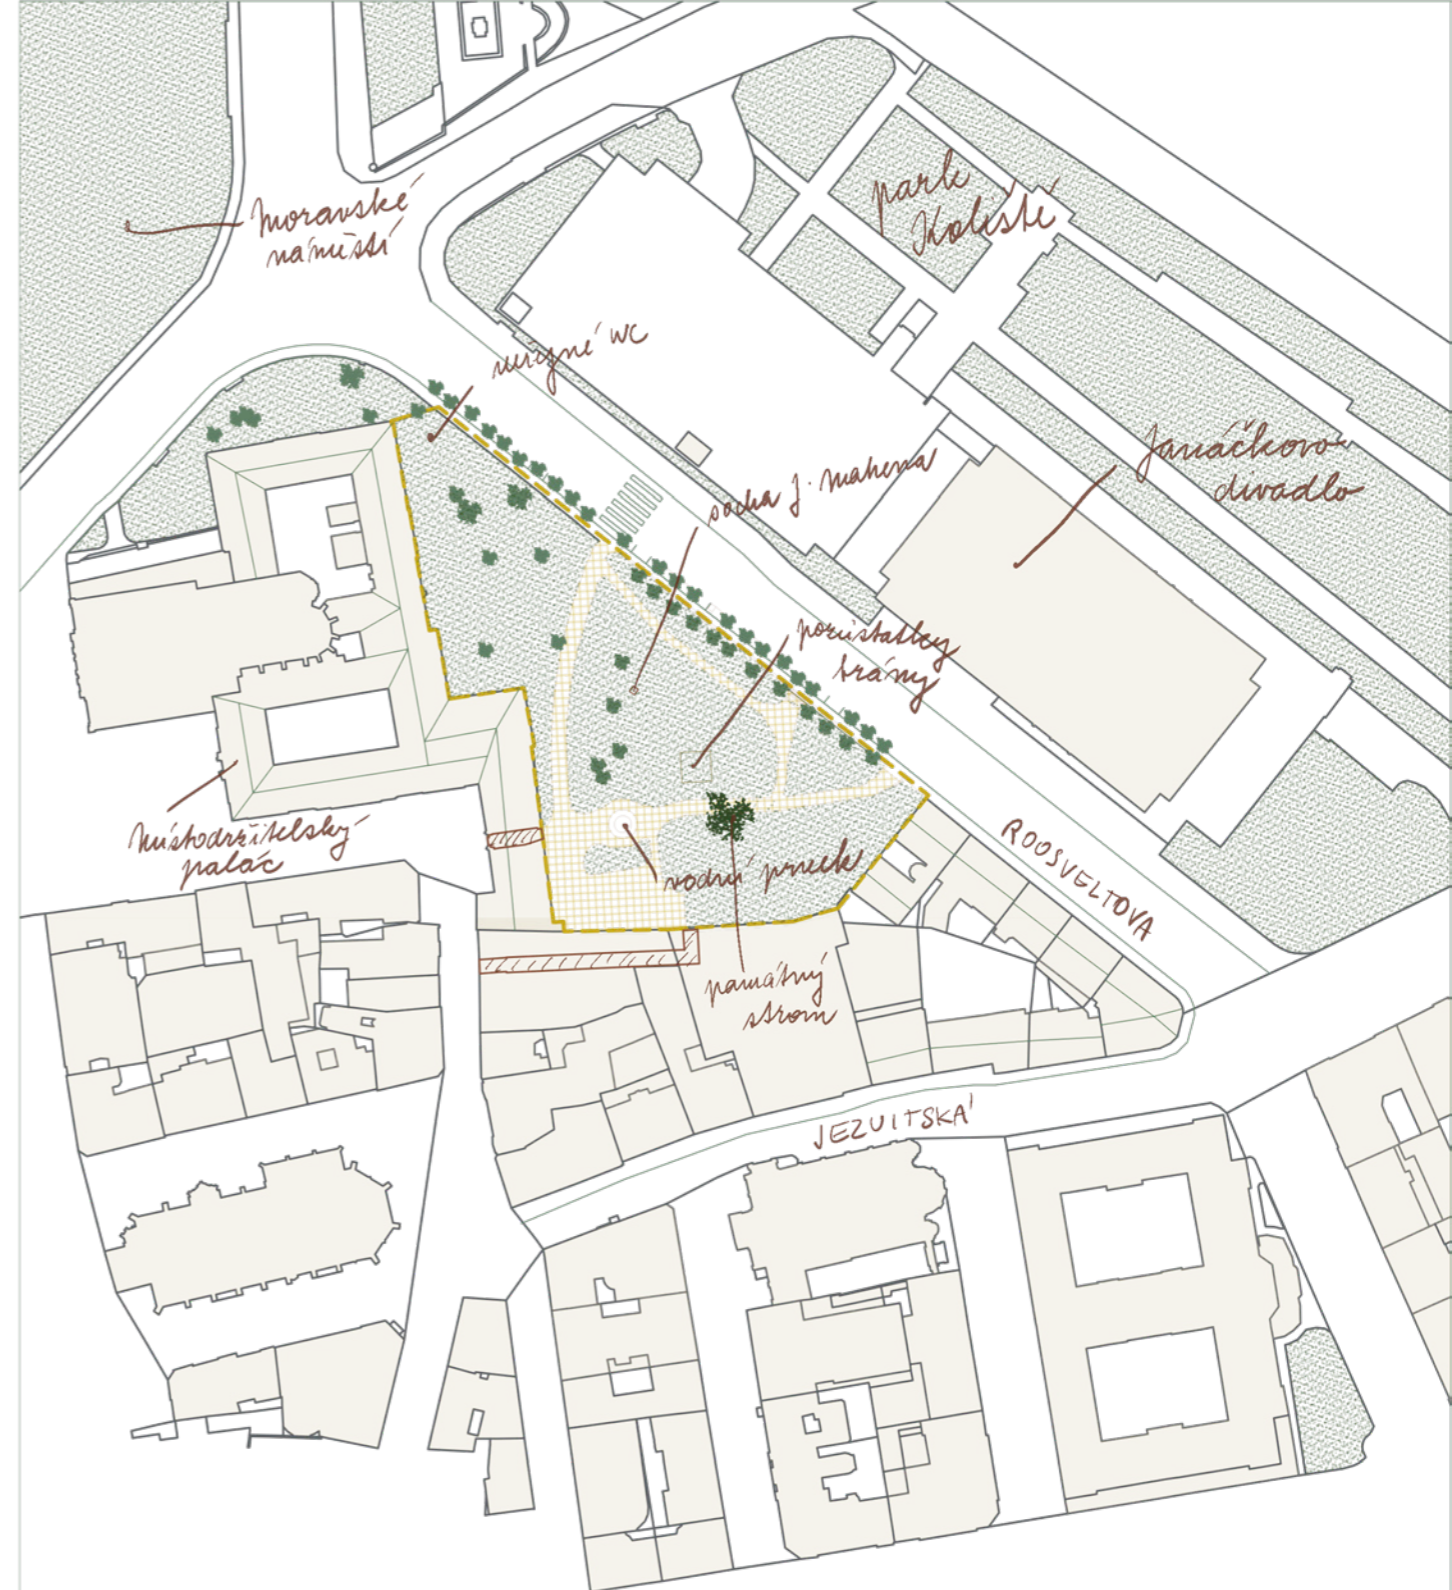 Moravské
náměstí
park
Koliště
veřejné WC
Janáčkovo
divadlo
socha J. Mahena
pozůstatky
brány
Místodržitelský
palác
vodní prvek
ROOSVELTOVA
památný
strom
JEZUITSKÁ